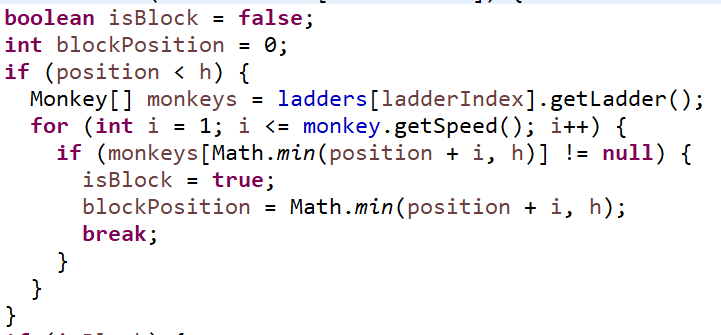 boolean isBlock = false;
int blockPosition = 0;
if (position < h) {
  Monkey[] monkeys = ladders[ladderIndex].getLadder();
  for (int i = 1; i <= monkey.getSpeed(); i++) {
    if (monkeys[Math.min(position + i, h)] != null) {
      isBlock = true;
      blockPosition = Math.min(position + i, h);
      break;
    }
  }
}